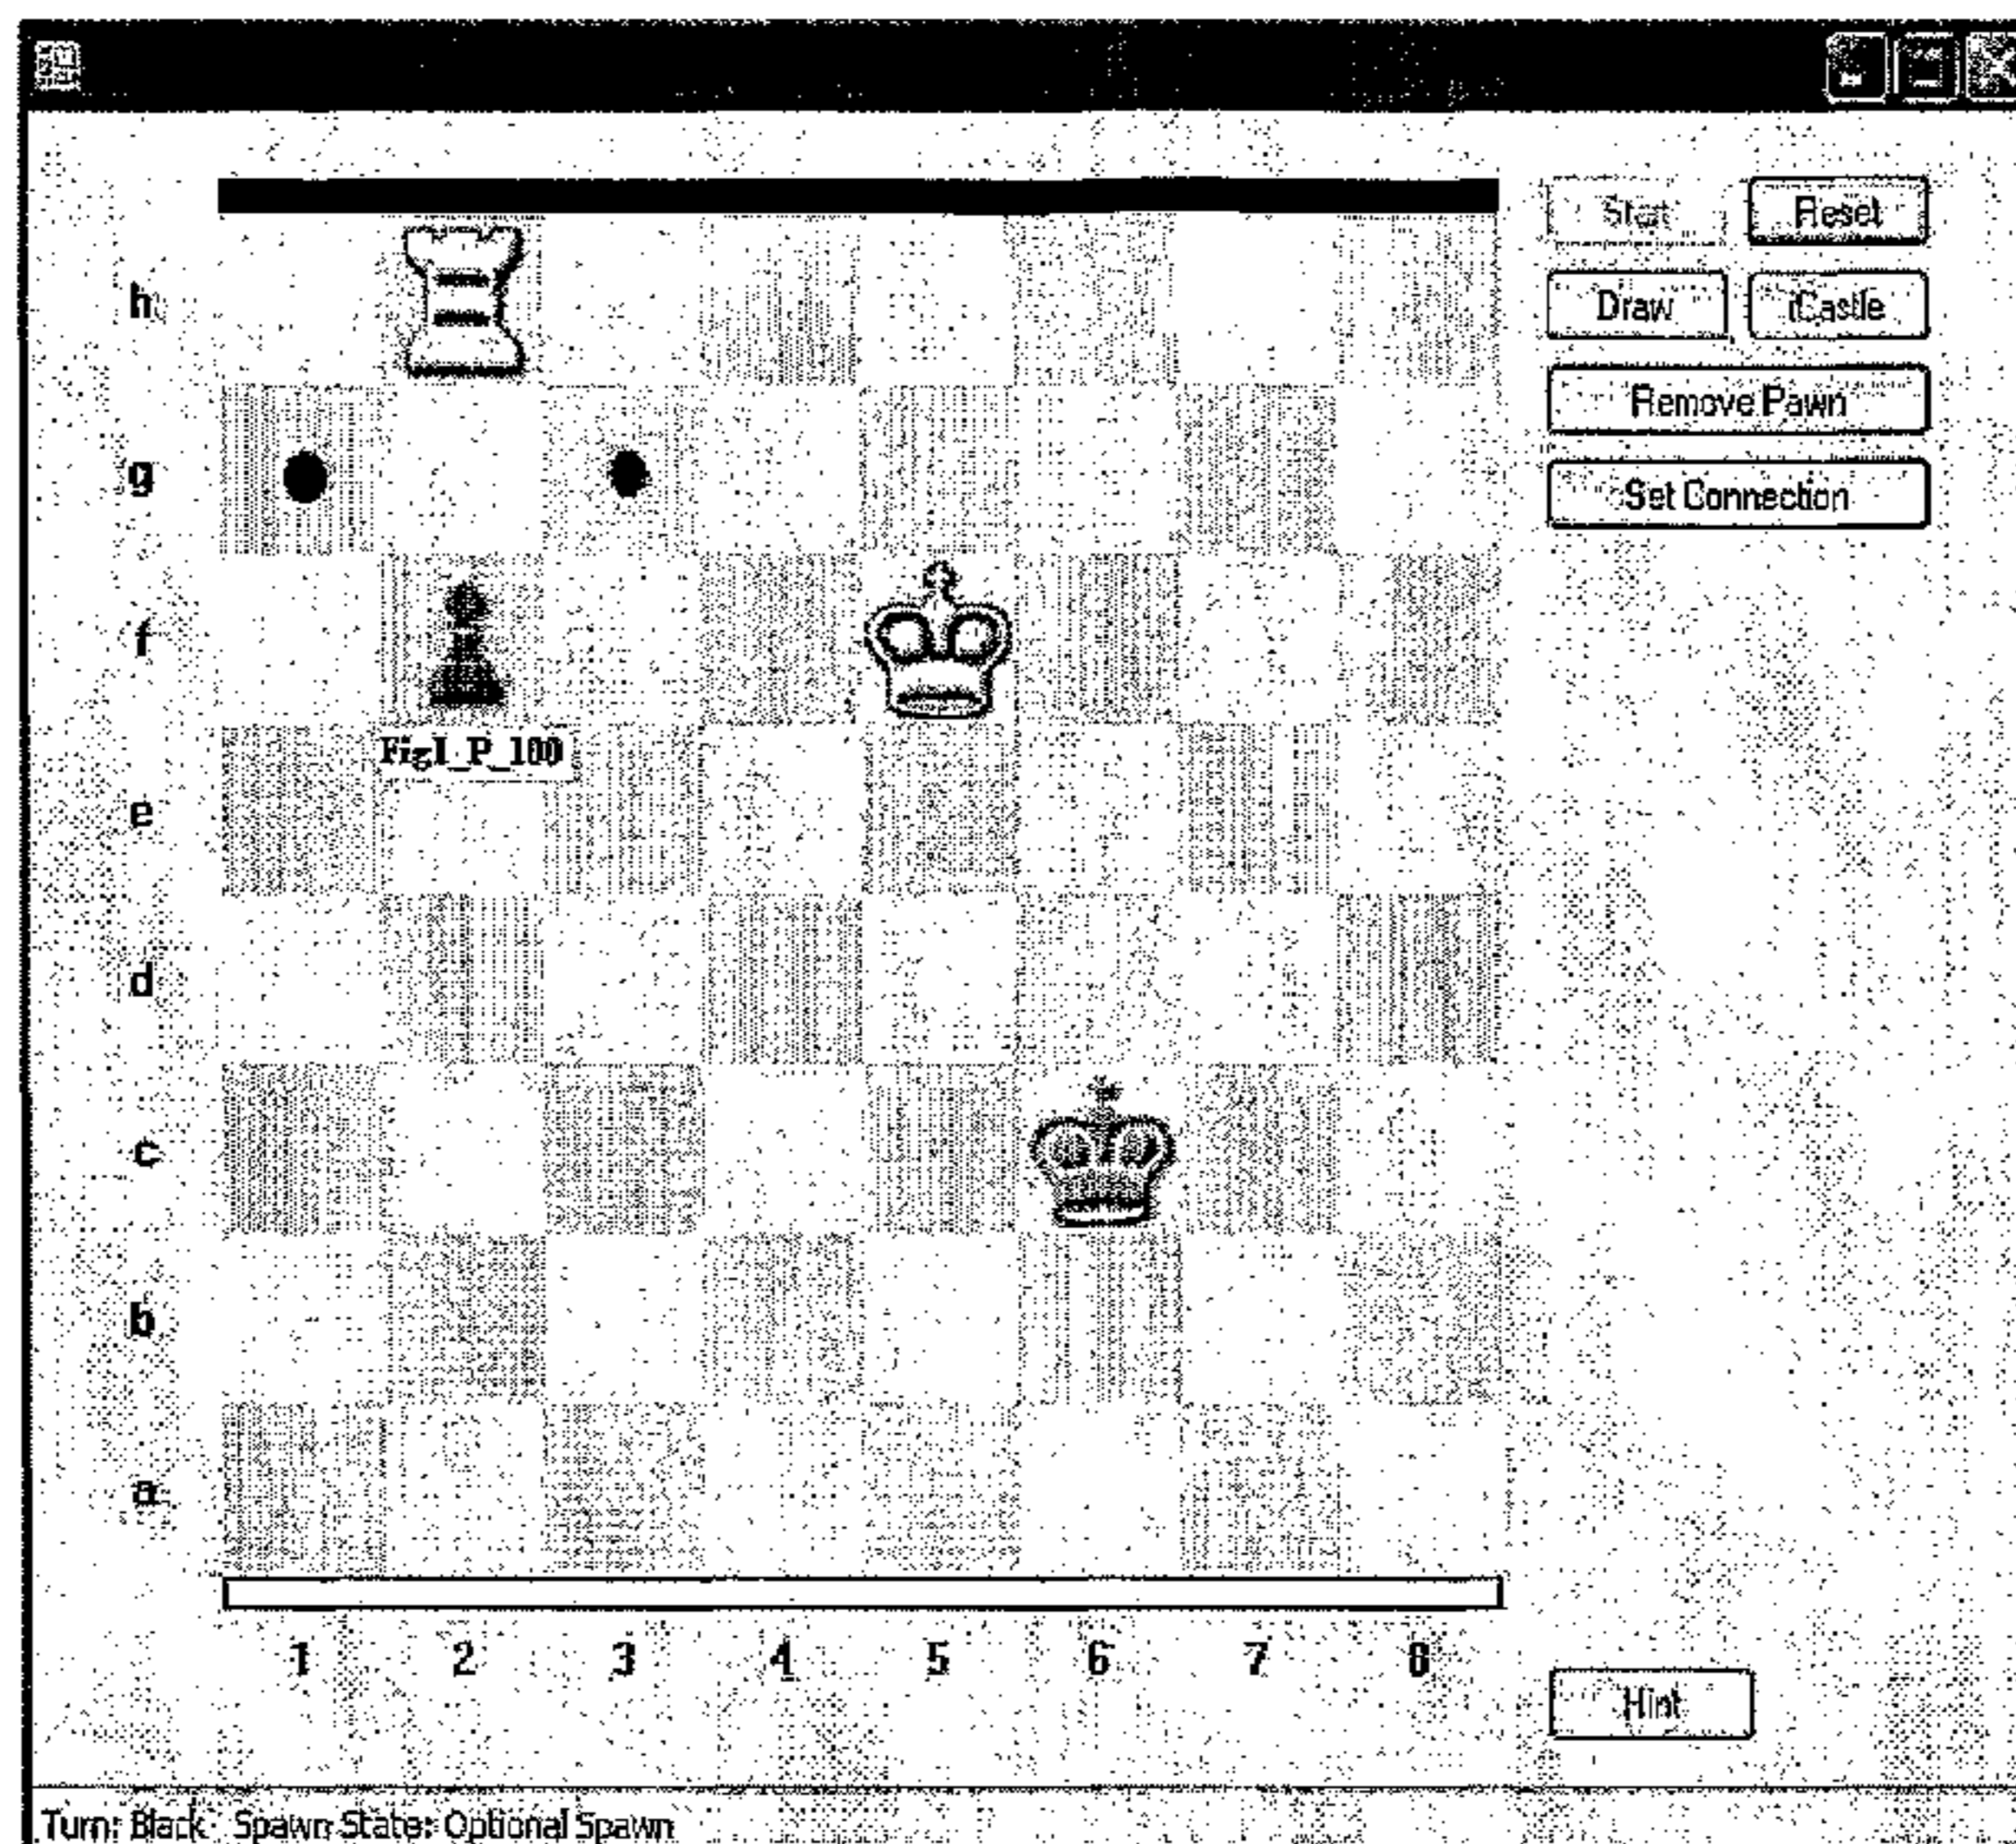 Start Reset
h
Draw iCastle
Remove Pawn
g
Set Connection
f
FigI_P_100
e
d
c
b
a
1 2 3 4 5 6 7 8
Hint
Turn: Black Spawn State: Optional Spawn